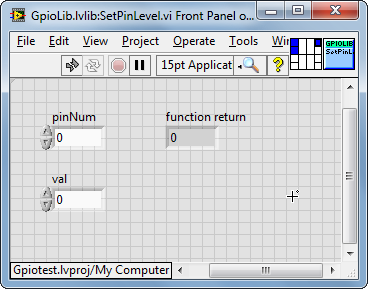 GpioLib.lvlib:SetPinLevel.vi Front Panel o...
File Edit View Project Operate Tools
15pt Applicat
?
GPIOLIB
SetPinL
pinNum
0
function return
0
val
0
Gpiotest.lvproj/My Computer